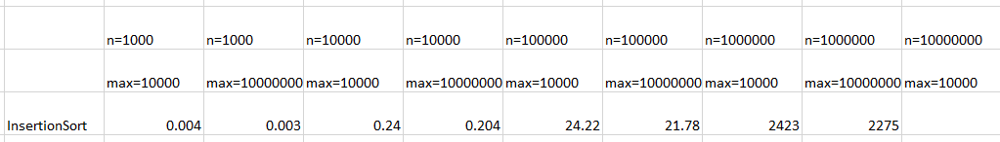 n=1000 n=1000 n=10000 n=10000 n=100000 n=100000 n=1000000 n=1000000 n=10000000
max=10000 max=10000000 max=10000 max=10000000 max=10000 max=10000000 max=10000 max=10000000 max=10000
InsertionSort 0.004 0.003 0.24 0.204 24.22 21.78 2423 2275